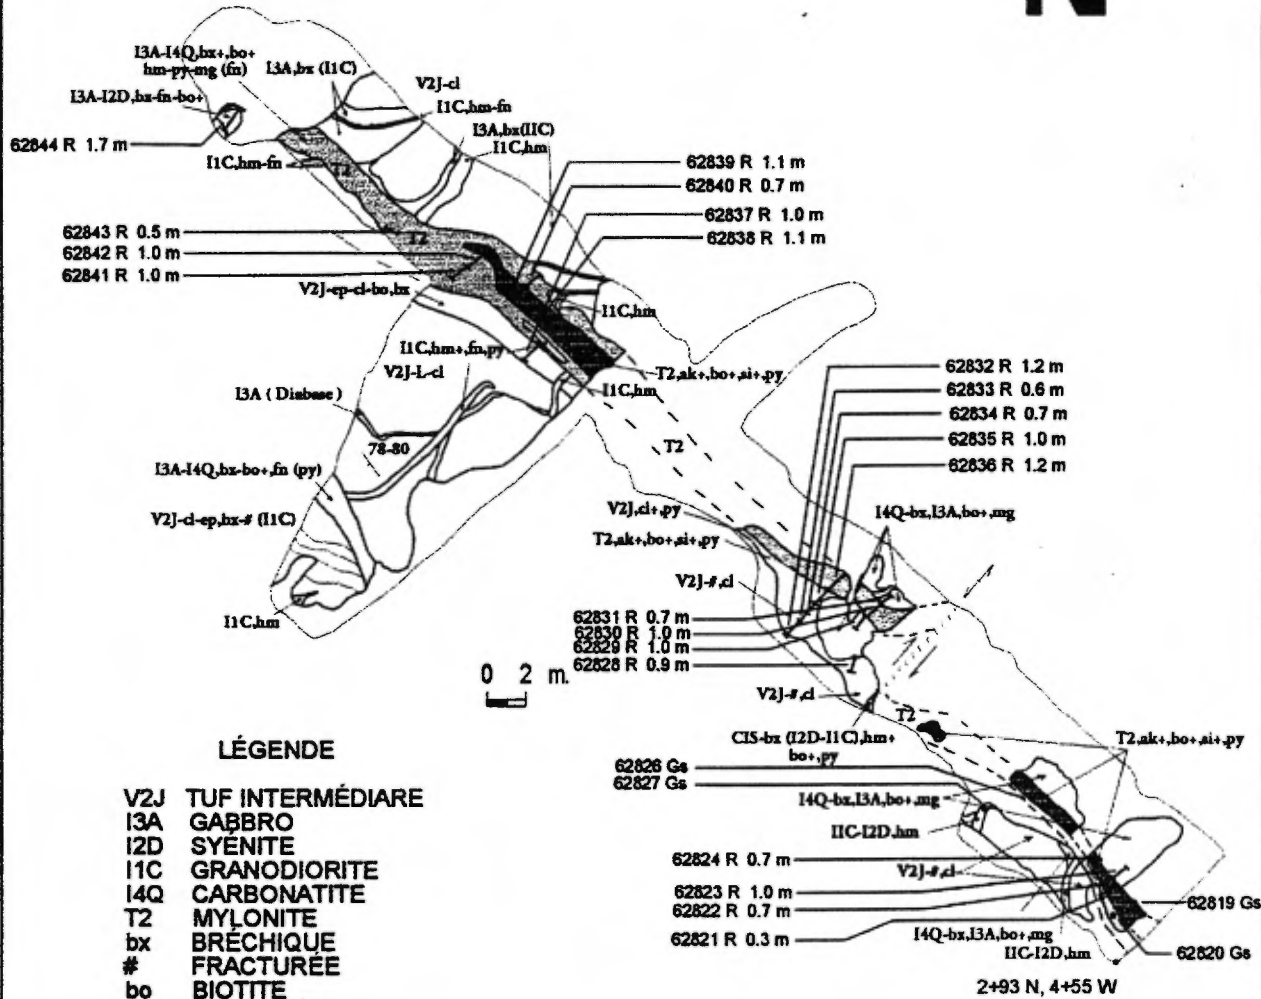 N
I3A-I4Q,bx+,bo+
hm-py-mg (fn)
I3A,bx (I1C)
V2J-cl
I3A-I2D,bx-fn-bo+
I1C,hm-fn
I3A,bx(I1C)
62844 R 1.7 m
I1C,hm
I1C,hm-fn
T2
62839 R 1.1 m
62840 R 0.7 m
62837 R 1.0 m
62838 R 1.1 m
62843 R 0.5 m
T2
62842 R 1.0 m
62841 R 1.0 m
V2J-ep-cl-bo,bx
I1C,hm
I1C,hm+,fn,py
V2J-L-cl
T2,ak+,bo+,si+,py
I1C,hm
I3A ( Diabase )
62832 R 1.2 m
62833 R 0.6 m
62834 R 0.7 m
62835 R 1.0 m
62836 R 1.2 m
78-80
T2
I3A-I4Q,bx-bo+,fn (py)
V2J-cl-ep,bx-# (I1C)
V2J,cl+,py
I4Q-bx,I3A,bo+,mg
T2,ak+,bo+,si+,py
V2J-#,cl
I1C,hm
62831 R 0.7 m
62830 R 1.0 m
62829 R 1.0 m
62828 R 0.9 m
0 2 m.
V2J-#,cl
T2
CIS-bx (I2D-I1C),hm+
bo+,py
T2,ak+,bo+,si+,py
62826 Gs
62827 Gs
I4Q-bx,I3A,bo+,mg
I1C-I2D,hm
62824 R 0.7 m
V2J-#,cl
62823 R 1.0 m
62822 R 0.7 m
62819 Gs
62821 R 0.3 m
I4Q-bx,I3A,bo+,mg
I1C-I2D,hm
62820 Gs
2+93 N, 4+55 W
LÉGENDE
V2J TUF INTERMÉDIARE
I3A GABBRO
I2D SYÉNITE
I1C GRANODIORITE
I4Q CARBONATITE
T2 MYLONITE
bx BRÉCHIQUE
# FRACTURÉE
bo BIOTITE